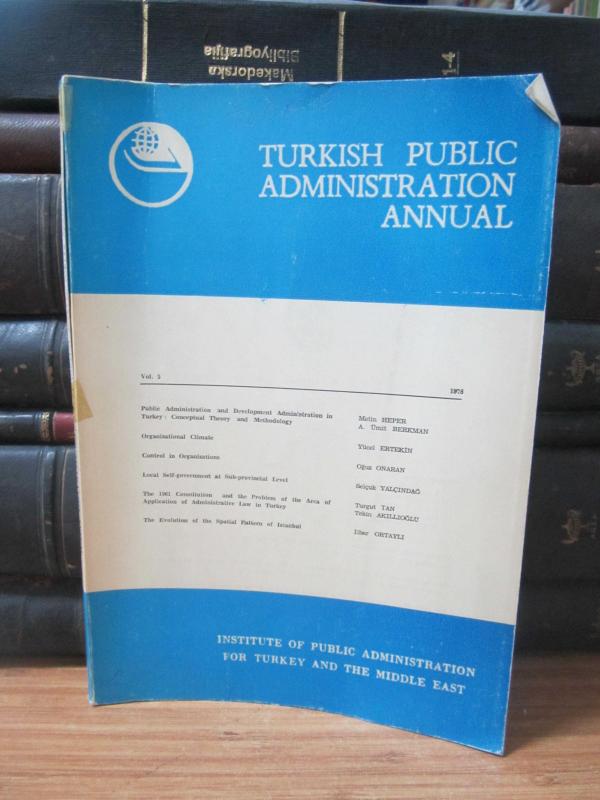 Makedonska
Bibliyografija
1-4
TURKISH PUBLIC
ADMINISTRATION
ANNUAL
Vol. 5 1978
Public Administration and Development Administration in
Turkey: Conceptual Theory and Methodology
Metin HEPER
A. Ümit BERKMAN
Organizational Climate Yücel ERTEKİN
Control in Organizations Oğuz ONARAN
Local Self-government at Sub-provincial Level Selçuk YALÇINDAĞ
The 1961 Constitution and the Problem of the Area of
Application of Administrative Law in Turkey
Turgut TAN
Tekin AKILLIOĞLU
The Evolution of the Spatial Pattern of Istanbul İlber ORTAYLI
INSTITUTE OF PUBLIC ADMINISTRATION
FOR TURKEY AND THE MIDDLE EAST